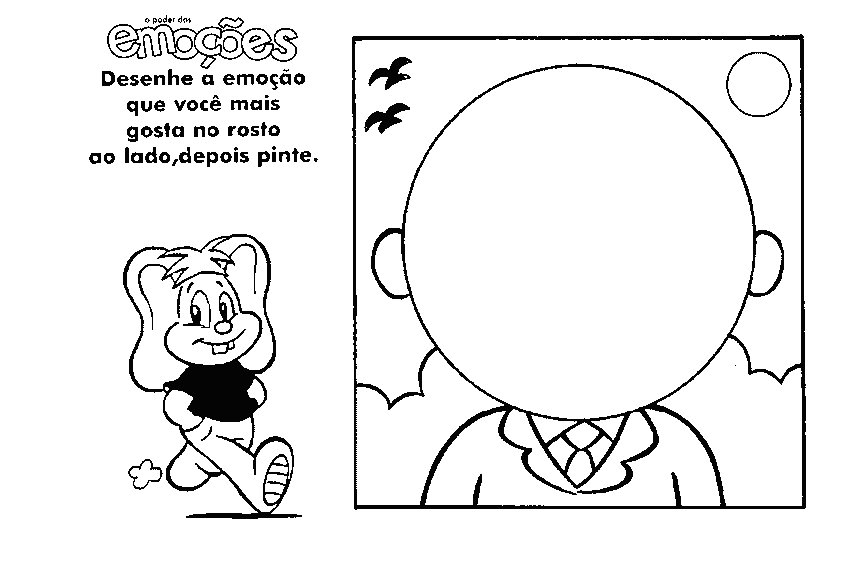 o poder das
emoções
Desenhe a emoção
que você mais
gosta no rosto
ao lado,depois pinte.